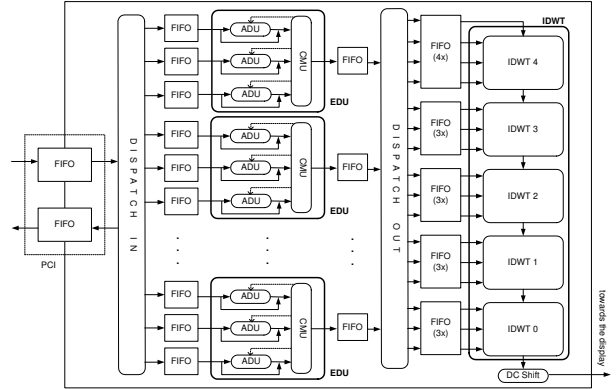 IDWT
FIFO
FIFO
FIFO
ADU
ADU
ADU
CMU
EDU
FIFO
FIFO
(4x)
IDWT 4
FIFO
FIFO
FIFO
ADU
ADU
ADU
CMU
EDU
FIFO
FIFO
(3x)
IDWT 3
FIFO
FIFO
PCI
DISPATCH IN
DISPATCH OUT
FIFO
(3x)
IDWT 2
FIFO
(3x)
IDWT 1
FIFO
FIFO
FIFO
ADU
ADU
ADU
CMU
EDU
FIFO
FIFO
(3x)
IDWT 0
DC Shift
towards the display